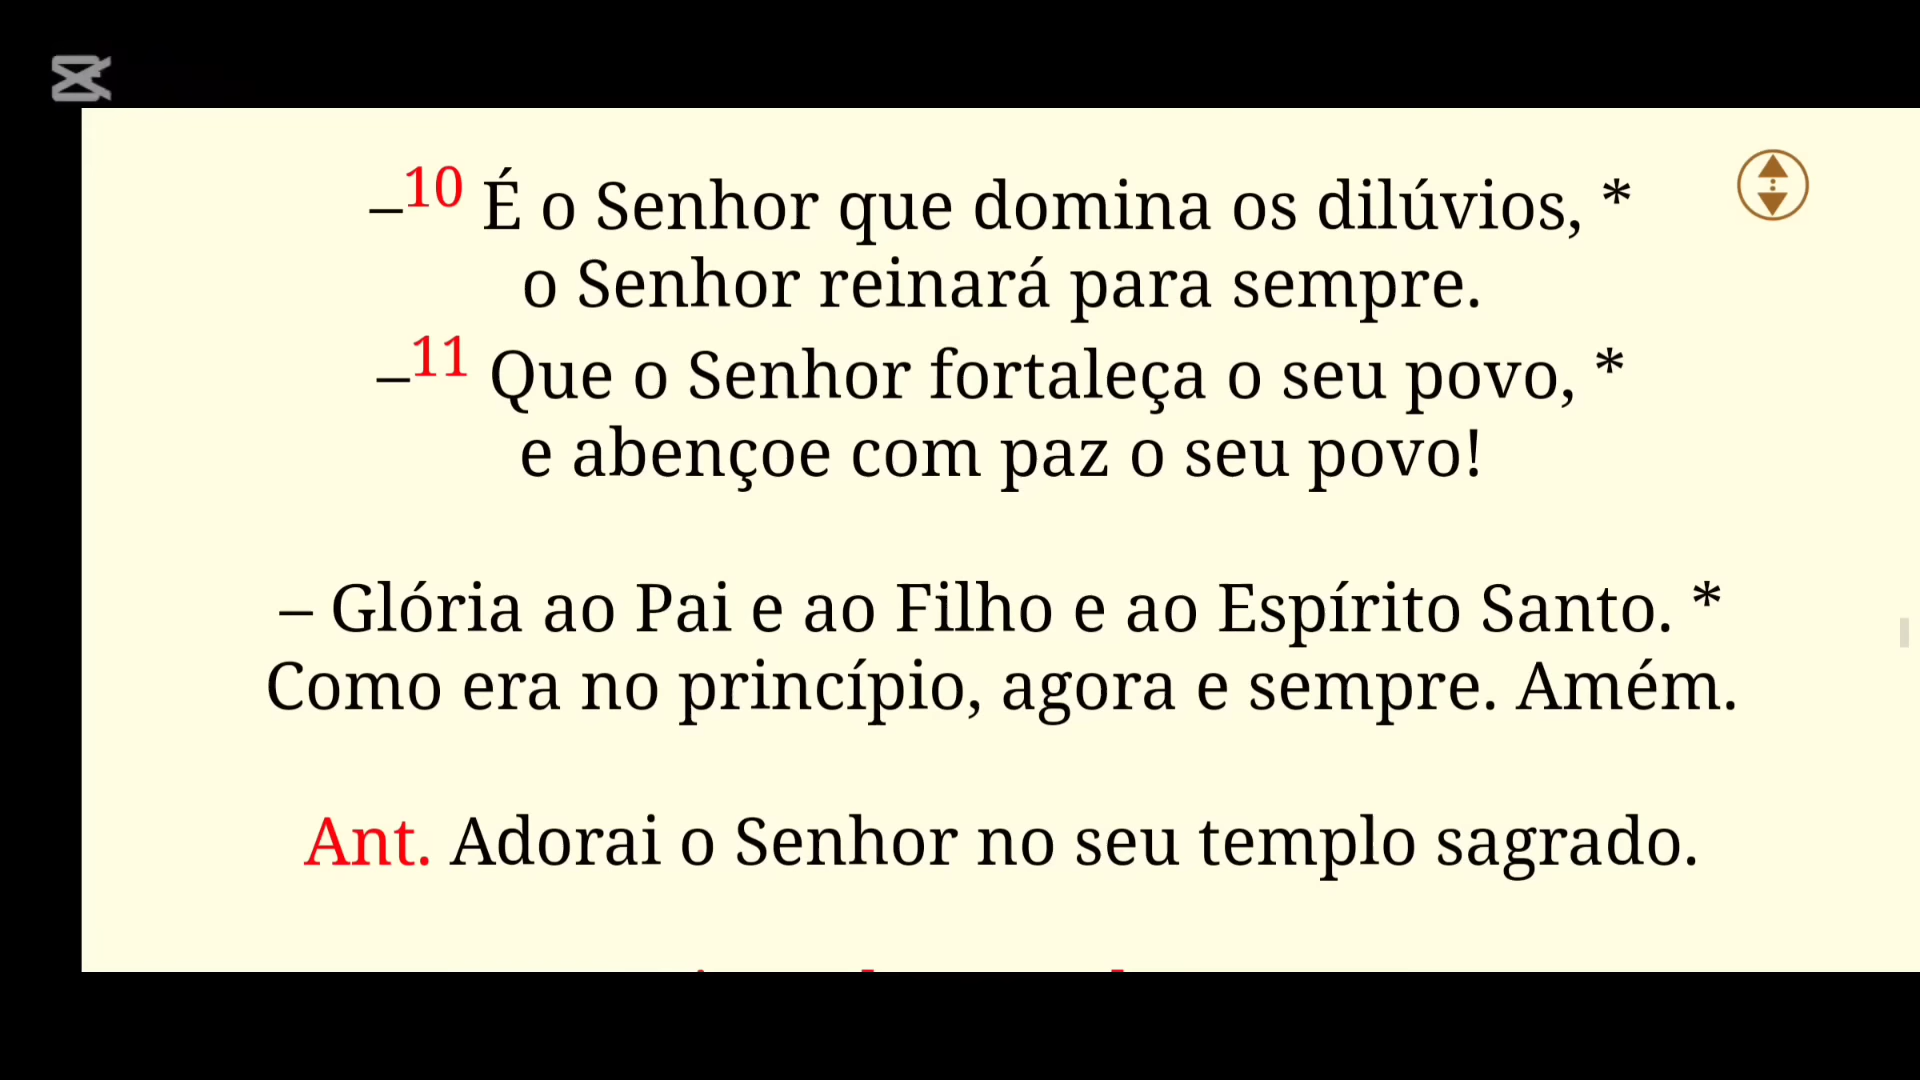 –10 É o Senhor que domina os dilúvios, *
o Senhor reinará para sempre.
–11 Que o Senhor fortaleça o seu povo, *
e abençoe com paz o seu povo!
– Glória ao Pai e ao Filho e ao Espírito Santo. *
Como era no princípio, agora e sempre. Amém.
Ant. Adorai o Senhor no seu templo sagrado.